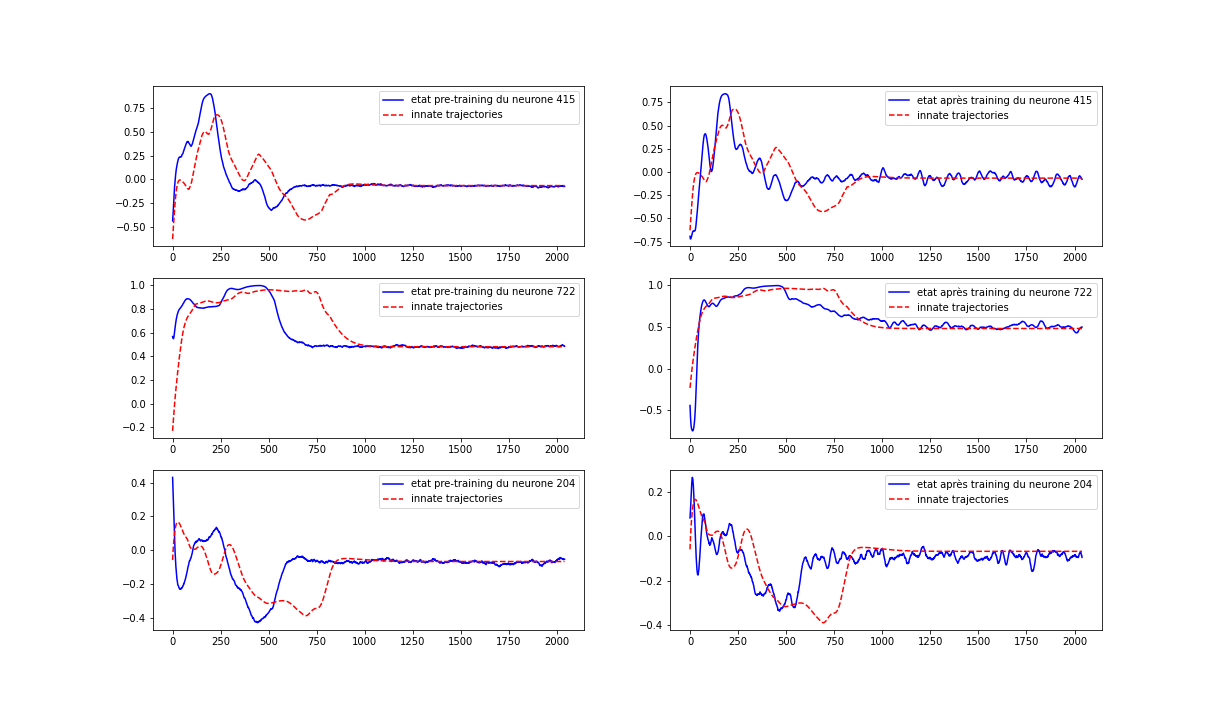 etat pre-training du neurone 415
innate trajectories
0.75
0.50
0.25
0.00
−0.25
−0.50
0 250 500 750 1000 1250 1500 1750 2000
etat après training du neurone 415
innate trajectories
0.75
0.50
0.25
0.00
−0.25
−0.50
−0.75
0 250 500 750 1000 1250 1500 1750 2000
etat pre-training du neurone 722
innate trajectories
1.0
0.8
0.6
0.4
0.2
0.0
−0.2
0 250 500 750 1000 1250 1500 1750 2000
etat après training du neurone 722
innate trajectories
1.0
0.5
0.0
−0.5
0 250 500 750 1000 1250 1500 1750 2000
etat pre-training du neurone 204
innate trajectories
0.4
0.2
0.0
−0.2
−0.4
0 250 500 750 1000 1250 1500 1750 2000
etat après training du neurone 204
innate trajectories
0.2
0.0
−0.2
−0.4
0 250 500 750 1000 1250 1500 1750 2000